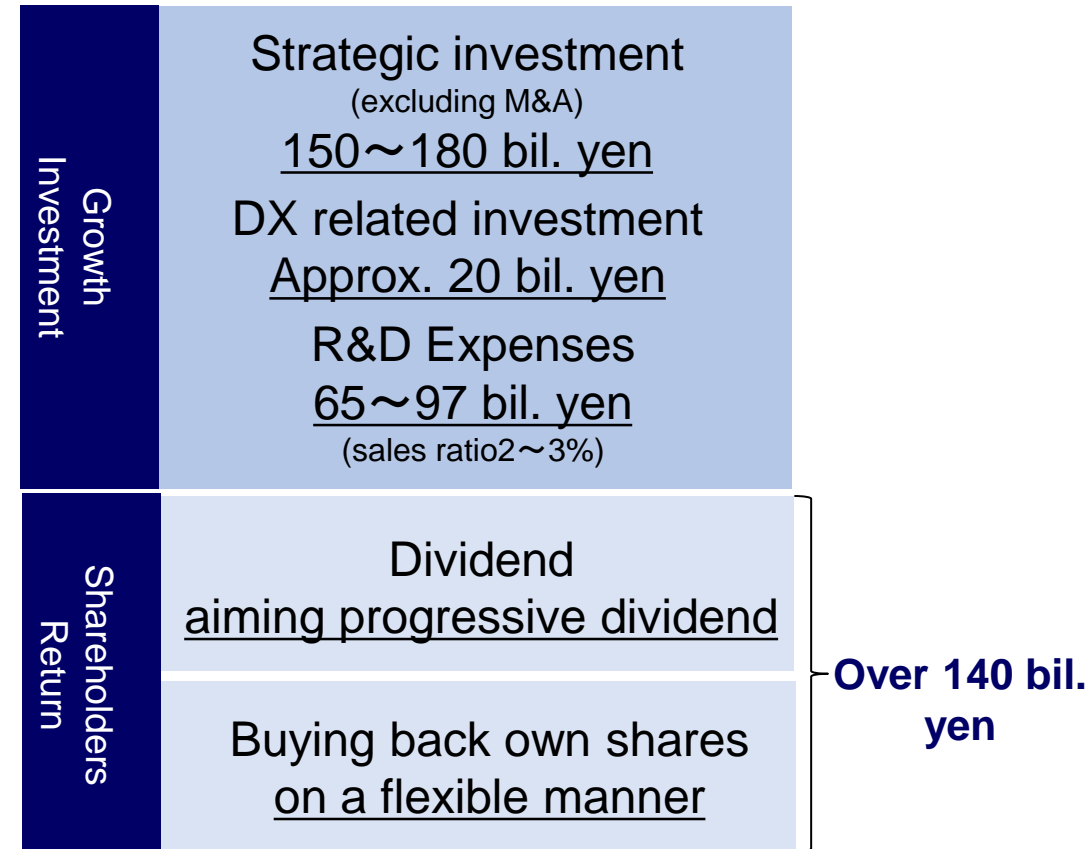 Growth
Investment
Strategic investment
(excluding M&A)
150～180 bil. yen
DX related investment
Approx. 20 bil. yen
R&D Expenses
65～97 bil. yen
(sales ratio2～3%)
Shareholders
Return
Dividend
aiming progressive dividend
Buying back own shares
on a flexible manner
Over 140 bil.
yen